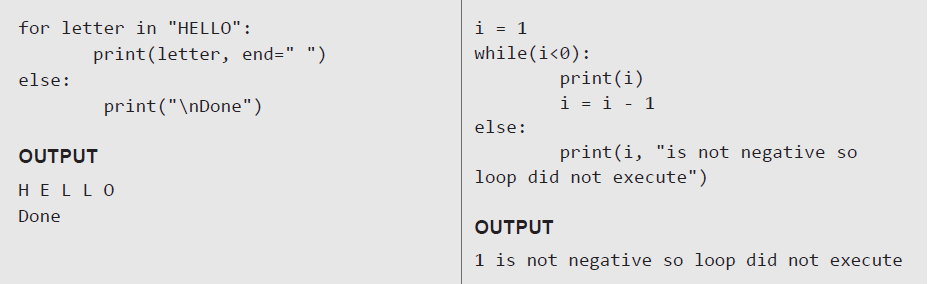 for letter in "HELLO":
print(letter, end=" ")
else:
print("\nDone")
OUTPUT
H E L L O
Done
i = 1
while(i<0):
print(i)
i = i - 1
else:
print(i, "is not negative so
loop did not execute")
OUTPUT
1 is not negative so loop did not execute